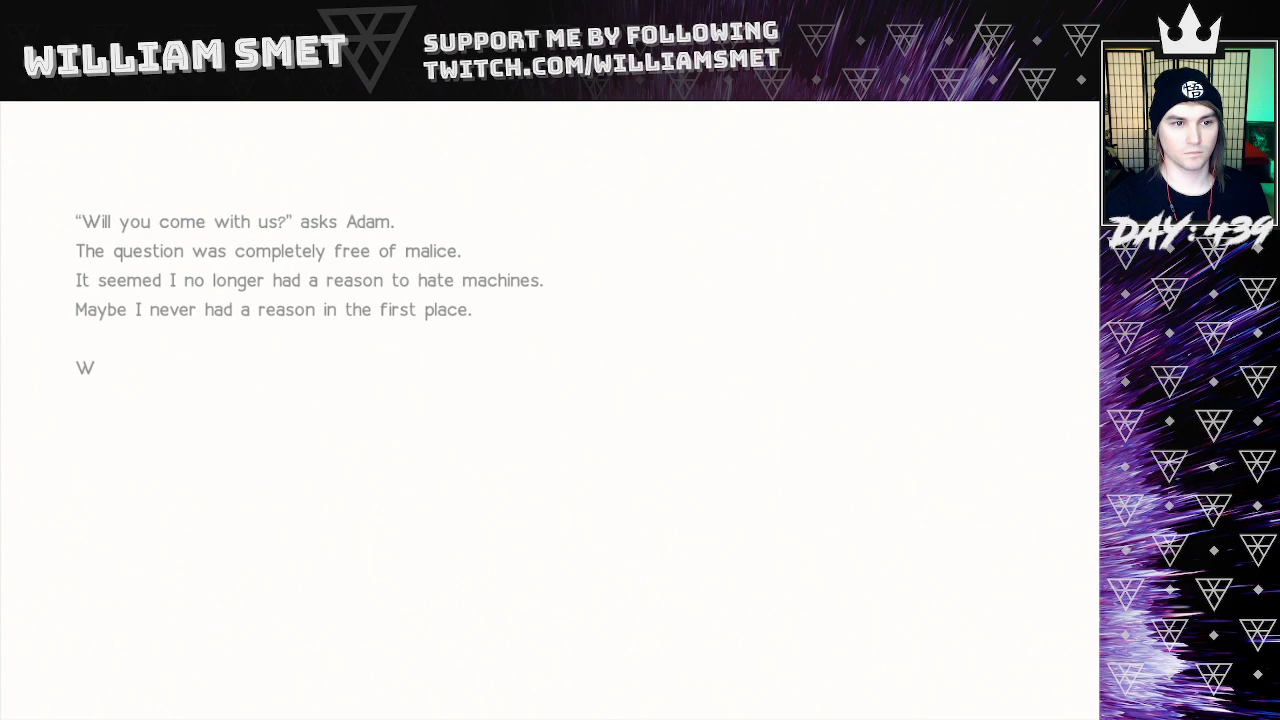 WILLIAM SMET
SUPPORT ME BY FOLLOWING
TWITCH.COM/WILLIAMSMET
DAY: 439
“Will you come with us?” asks Adam.
The question was completely free of malice.
It seemed I no longer had a reason to hate machines.
Maybe I never had a reason in the first place.
W